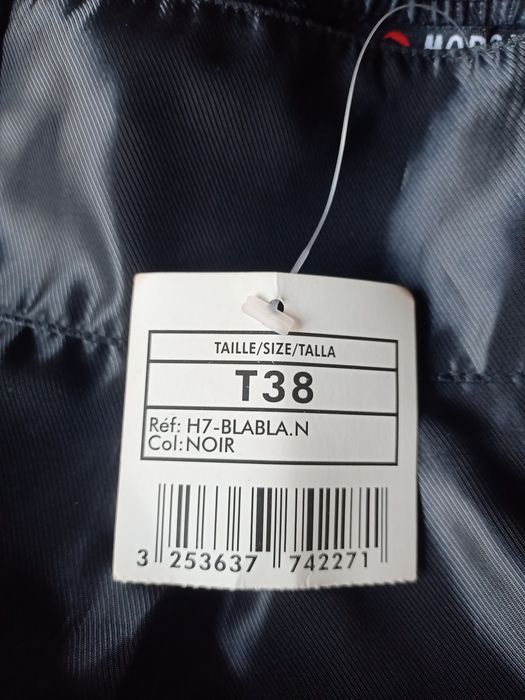 TAILLE/SIZE/TALLA
T38
Réf: H7-BLABLA.N
Col:NOIR
3 253637 742271